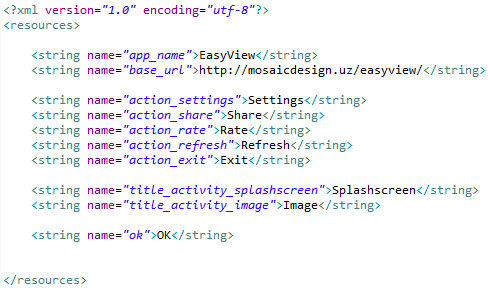 <?xml version="1.0" encoding="utf-8"?>
<resources>
<string name="app_name">EasyView</string>
<string name="base_url">http://mosaicdesign.uz/easyview/</string>
<string name="action_settings">Settings</string>
<string name="action_share">Share</string>
<string name="action_rate">Rate</string>
<string name="action_refresh">Refresh</string>
<string name="action_exit">Exit</string>
<string name="title_activity_splashscreen">Splashscreen</string>
<string name="title_activity_image">Image</string>
<string name="ok">OK</string>
</resources>